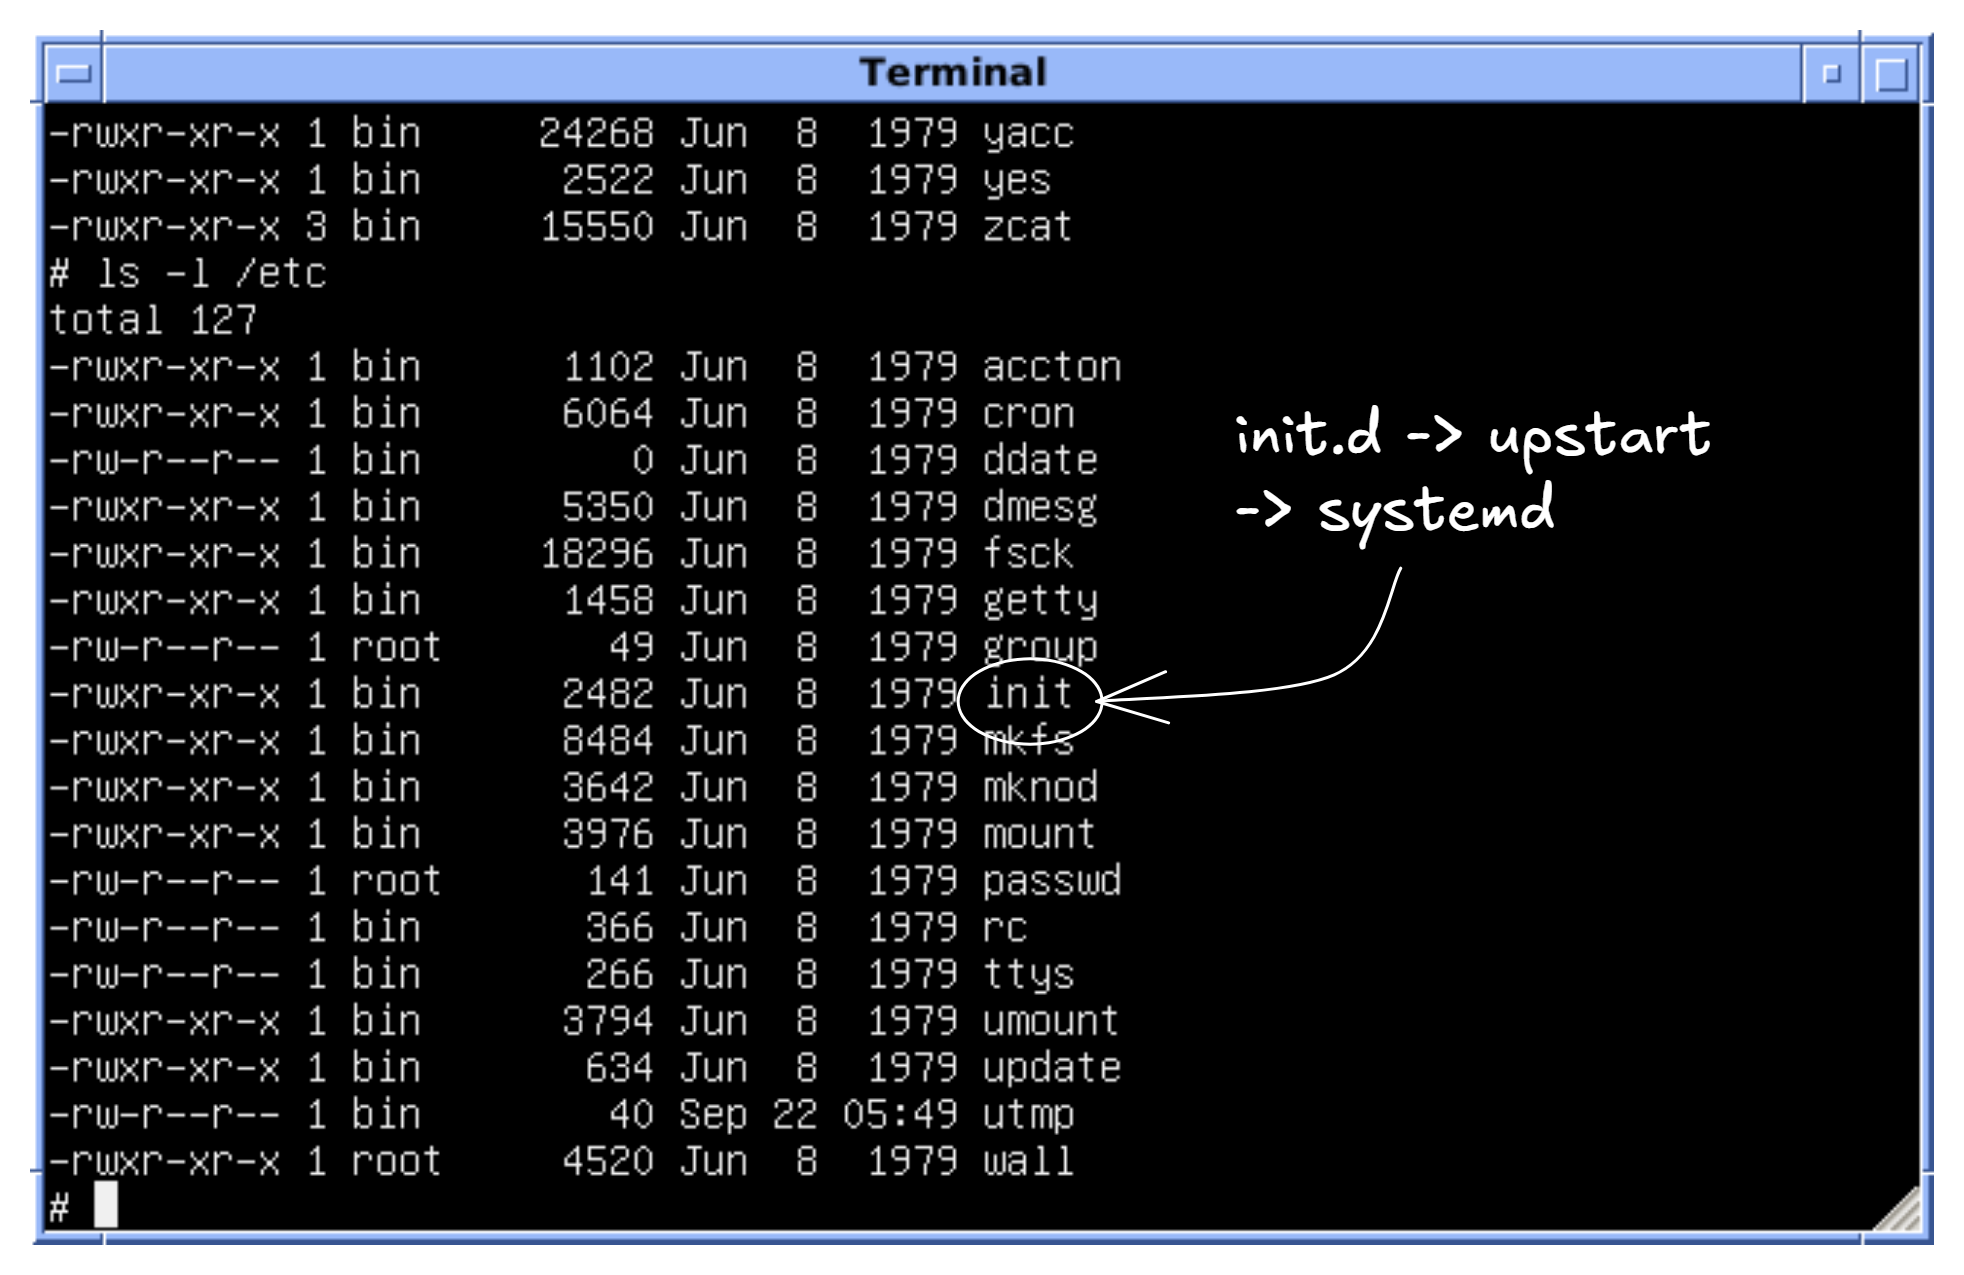 Terminal
-rwxr-xr-x 1 bin     24268 Jun  8  1979 yacc
-rwxr-xr-x 1 bin      2522 Jun  8  1979 yes
-rwxr-xr-x 3 bin     15550 Jun  8  1979 zcat
# ls -l /etc
total 127
-rwxr-xr-x 1 bin      1102 Jun  8  1979 accton
-rwxr-xr-x 1 bin      6064 Jun  8  1979 cron
-rw-r--r-- 1 bin         0 Jun  8  1979 ddate
-rwxr-xr-x 1 bin      5350 Jun  8  1979 dmesg
-rwxr-xr-x 1 bin     18296 Jun  8  1979 fsck
-rwxr-xr-x 1 bin      1458 Jun  8  1979 getty
-rw-r--r-- 1 root       49 Jun  8  1979 group
-rwxr-xr-x 1 bin      2482 Jun  8  1979 init
-rwxr-xr-x 1 bin      8484 Jun  8  1979 mkfs
-rwxr-xr-x 1 bin      3642 Jun  8  1979 mknod
-rwxr-xr-x 1 bin      3976 Jun  8  1979 mount
-rw-r--r-- 1 root      141 Jun  8  1979 passwd
-rw-r--r-- 1 bin       366 Jun  8  1979 rc
-rw-r--r-- 1 bin       266 Jun  8  1979 ttys
-rwxr-xr-x 1 bin      3794 Jun  8  1979 umount
-rwxr-xr-x 1 bin       634 Jun  8  1979 update
-rw-r--r-- 1 bin        40 Sep 22 05:49 utmp
-rwxr-xr-x 1 root     4520 Jun  8  1979 wall
#
init.d -> upstart
-> systemd